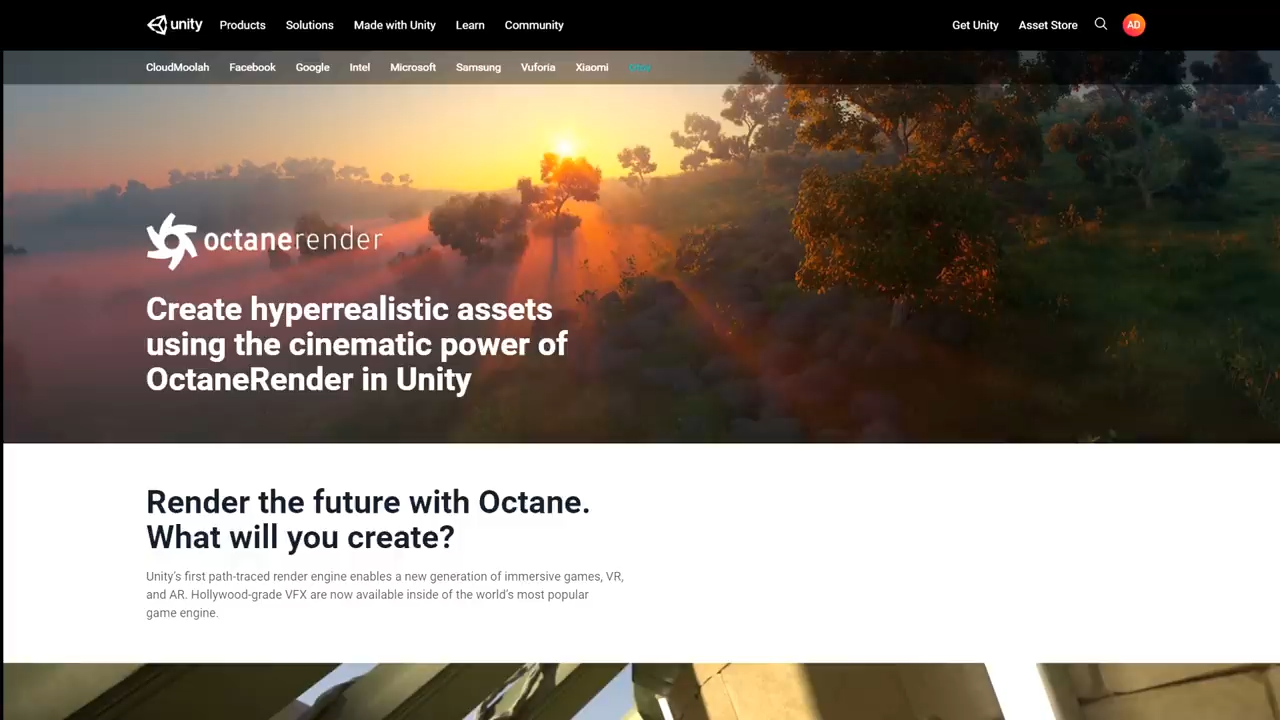 unity Products Solutions Made with Unity Learn Community Get Unity Asset Store AD
CloudMoolah Facebook Google Intel Microsoft Samsung Vuforia Xiaomi
octanerender
Create hyperrealistic assets
using the cinematic power of
OctaneRender in Unity
Render the future with Octane.
What will you create?
Unity's first path-traced render engine enables a new generation of immersive games, VR,
and AR. Hollywood-grade VFX are now available inside of the world's most popular
game engine.